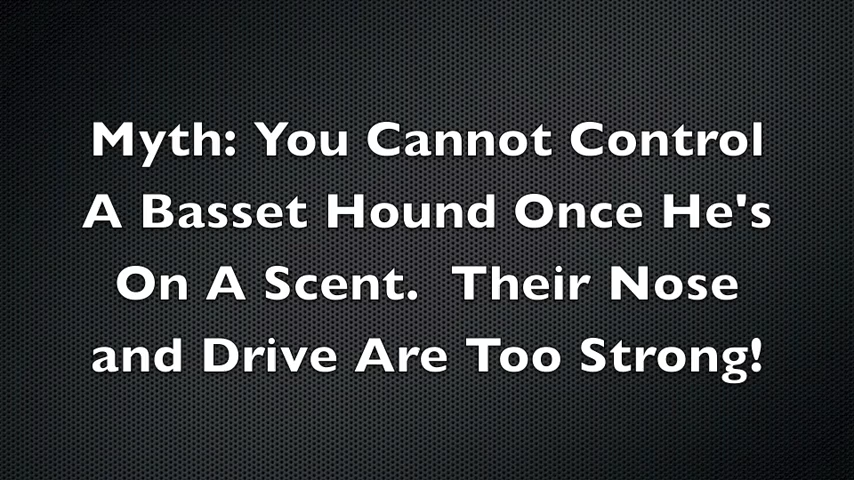 Myth: You Cannot Control
A Basset Hound Once He's
On A Scent.  Their Nose
and Drive Are Too Strong!